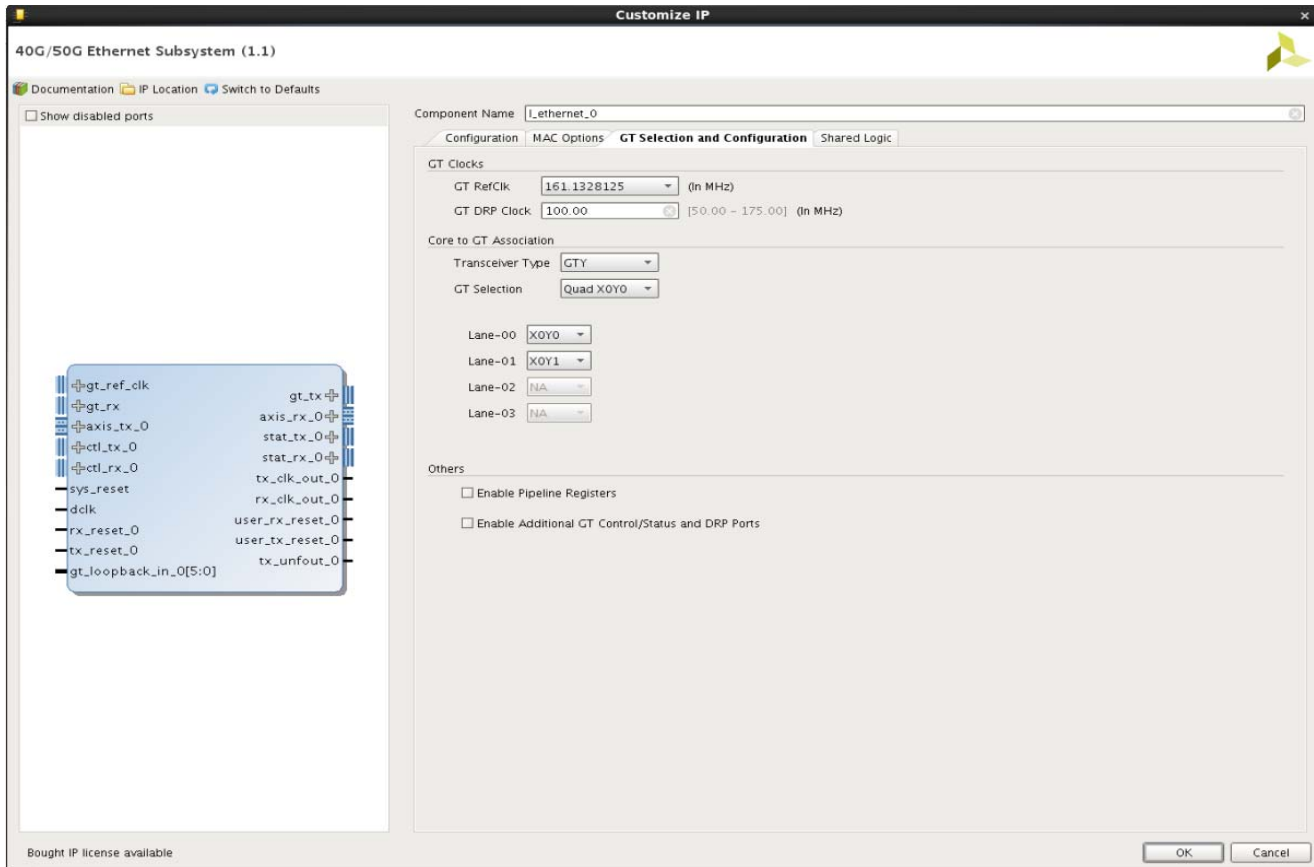 Customize IP
40G/50G Ethernet Subsystem (1.1)
Documentation IP Location Switch to Defaults
Show disabled ports
gt_ref_clk
gt_rx
axis_tx_0
ctl_tx_0
ctl_rx_0
sys_reset
dclk
rx_reset_0
tx_reset_0
gt_loopback_in_0[5:0]
gt_tx
axis_rx_0
stat_tx_0
stat_rx_0
tx_clk_out_0
rx_clk_out_0
user_rx_reset_0
user_tx_reset_0
tx_unfout_0
Component Name l_ethernet_0
Configuration MAC Options GT Selection and Configuration Shared Logic
GT Clocks
GT RefClk 161.1328125 (In MHz)
GT DRP Clock 100.00 [50.00 - 175.00] (In MHz)
Core to GT Association
Transceiver Type GTY
GT Selection Quad X0Y0
Lane-00 X0Y0
Lane-01 X0Y1
Lane-02 NA
Lane-03 NA
Others
Enable Pipeline Registers
Enable Additional GT Control/Status and DRP Ports
Bought IP license available
OK Cancel